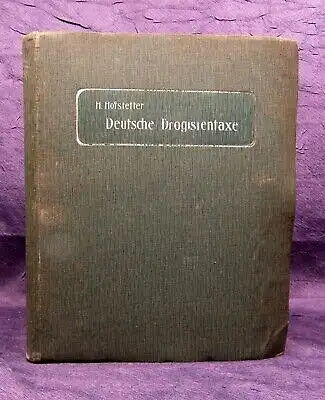 H. Hofstetter
Deutsche Drogistentaxe